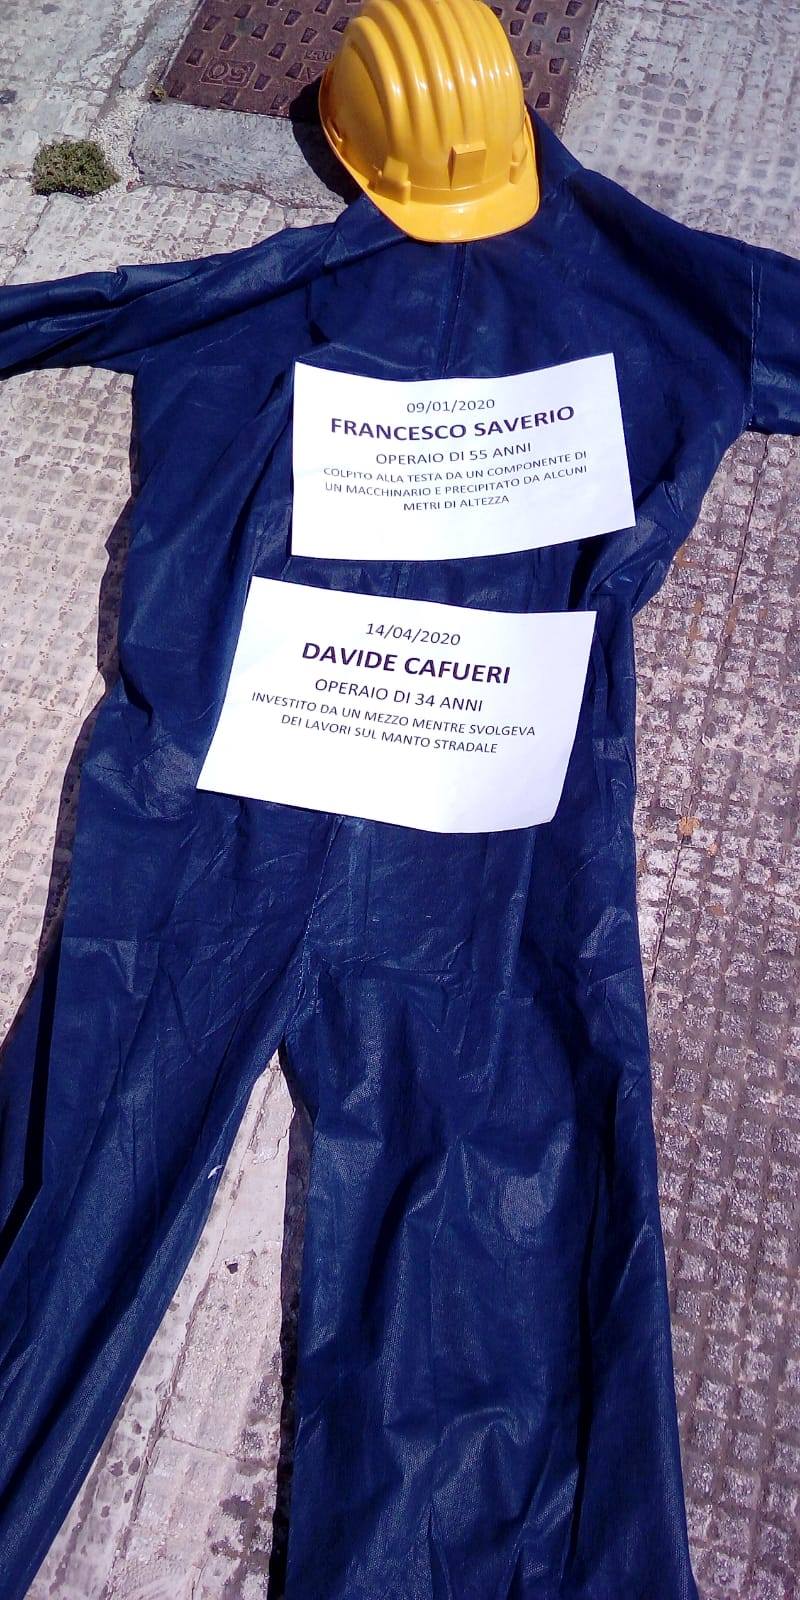 09/01/2020
FRANCESCO SAVERIO
OPERAIO DI 55 ANNI
COLPITO ALLA TESTA DA UN COMPONENTE DI
UN MACCHINARIO E PRECIPITATO DA ALCUNI
METRI DI ALTEZZA
14/04/2020
DAVIDE CAFUERI
OPERAIO DI 34 ANNI
INVESTITO DA UN MEZZO MENTRE SVOLGEVA
DEI LAVORI SUL MANTO STRADALE